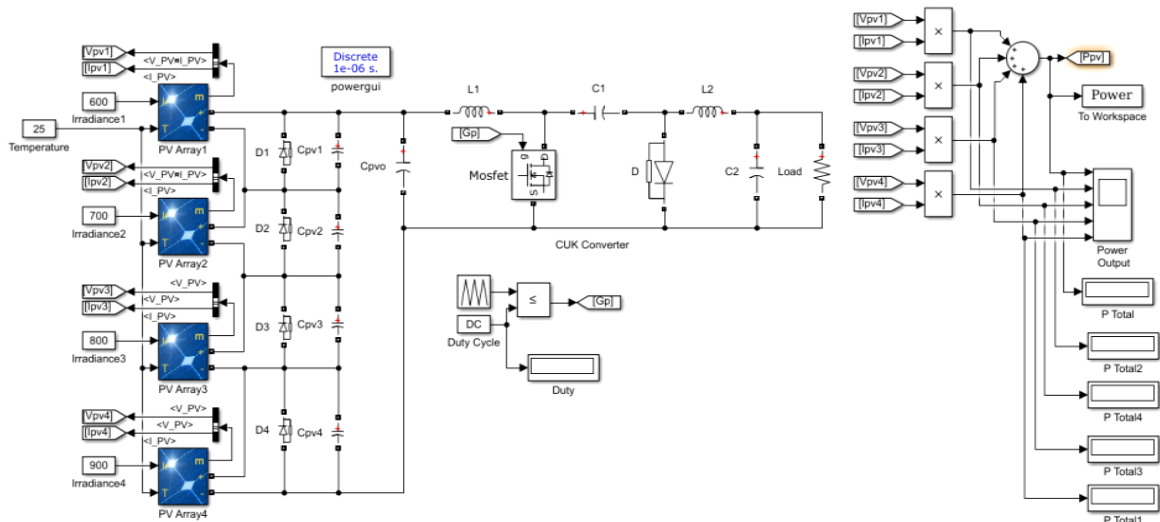 [Vpv1]
<V_PV≡I_PV>
[Ipv1]
<I_PV>
600
Irradiance1
m
T
+
-
PV Array1
25
Temperature
[Vpv2]
[Ipv2]
<V_PV≡I_PV>
<I_PV>
700
Irradiance2
m
T
+
-
PV Array2
<V_PV>
[Vpv3]
<V_PV>
[Ipv3]
<I_PV>
800
Irradiance3
m
T
+
-
PV Array3
<V_PV>
[Vpv4]
<V_PV>
[Ipv4]
<I_PV>
900
Irradiance4
m
T
+
-
PV Array4
Discrete
1e-06 s.
powergui
D1
Cpv1
D2
Cpv2
D3
Cpv3
D4
Cpv4
Cpvo
L1
[Gp]
g
D
S
Mosfet
C1
D
L2
C2
Load
CUK Converter
≤
[Gp]
DC
Duty Cycle
Duty
[Vpv1]
[Ipv1]
×
[Vpv2]
[Ipv2]
×
[Vpv3]
[Ipv3]
×
[Vpv4]
[Ipv4]
×
[Ppv]
Power
To Workspace
Power
Output
P Total
P Total2
P Total4
P Total3
P Total1